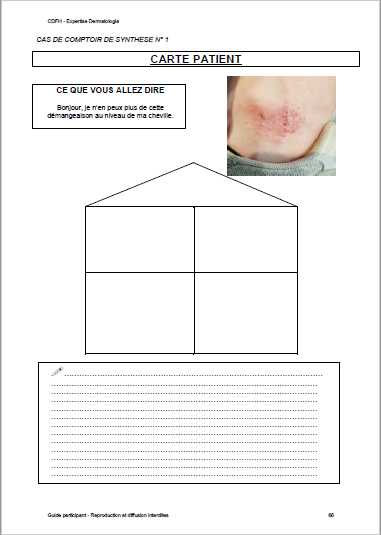 CDFH - Expertise Dermatologie
CAS DE COMPTOIR DE SYNTHESE N° 1
CARTE PATIENT
CE QUE VOUS ALLEZ DIRE
Bonjour, je n'en peux plus de cette
démangeaison au niveau de ma cheville.
Guide participant - Reproduction et diffusion interdites
66